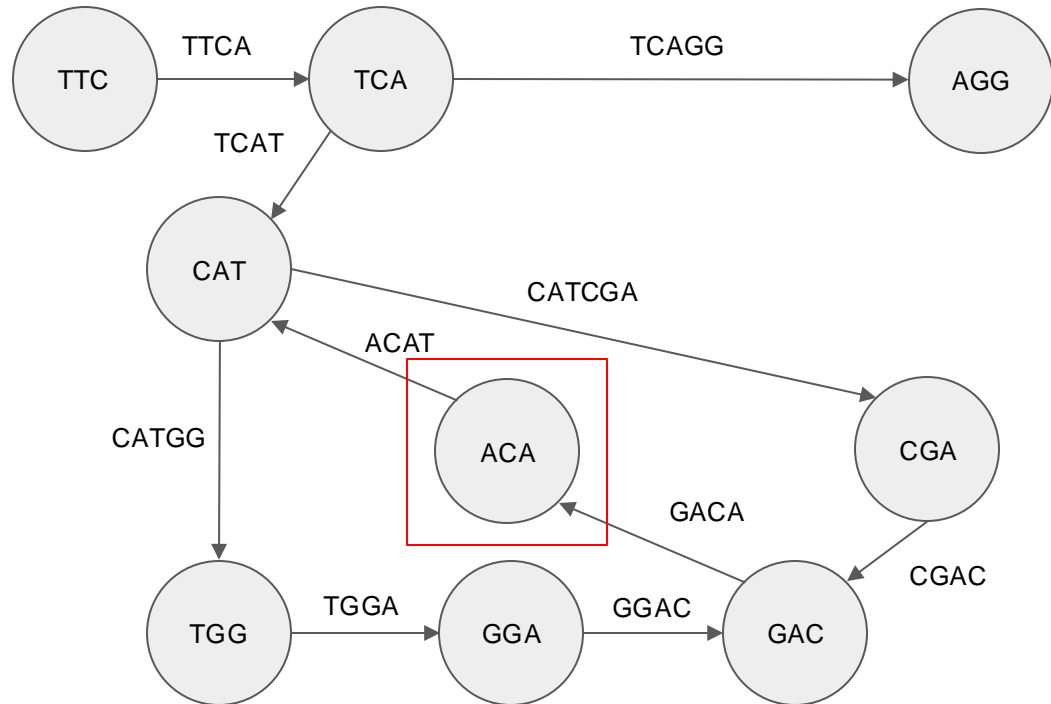 TTCA
TCAGG
TTC
TCA
AGG
TCAT
CAT
CATCGA
ACAT
CATGG
ACA
CGA
GACA
CGAC
TGGA
GGAC
TGG
GGA
GAC